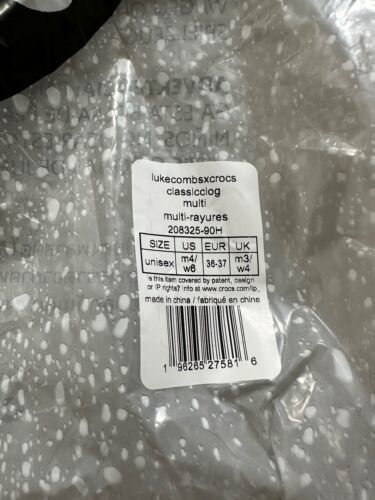 lukecombsxcrocs
classicclog
multi
multi-rayures
208325-90H
SIZE US EUR UK
unisex m4/ w6 36-37 m3/ w4
Is this item covered by patent, design
or IP rights? Info at www.crocs.com/ip.
made in china / fabriqué en chine
1 96265 27581 6